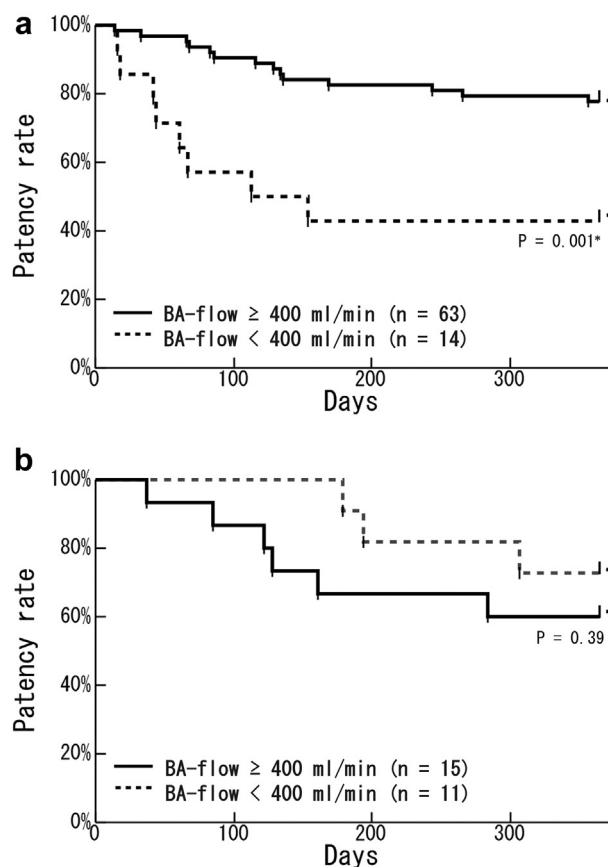 a
100%
80%
60%
40%
20%
0%
Patency rate
P = 0.001*
BA-flow ≥ 400 ml/min (n = 63)
BA-flow < 400 ml/min (n = 14)
0 100 200 300
Days
b
100%
80%
60%
40%
20%
0%
Patency rate
P = 0.39
BA-flow ≥ 400 ml/min (n = 15)
BA-flow < 400 ml/min (n = 11)
0 100 200 300
Days